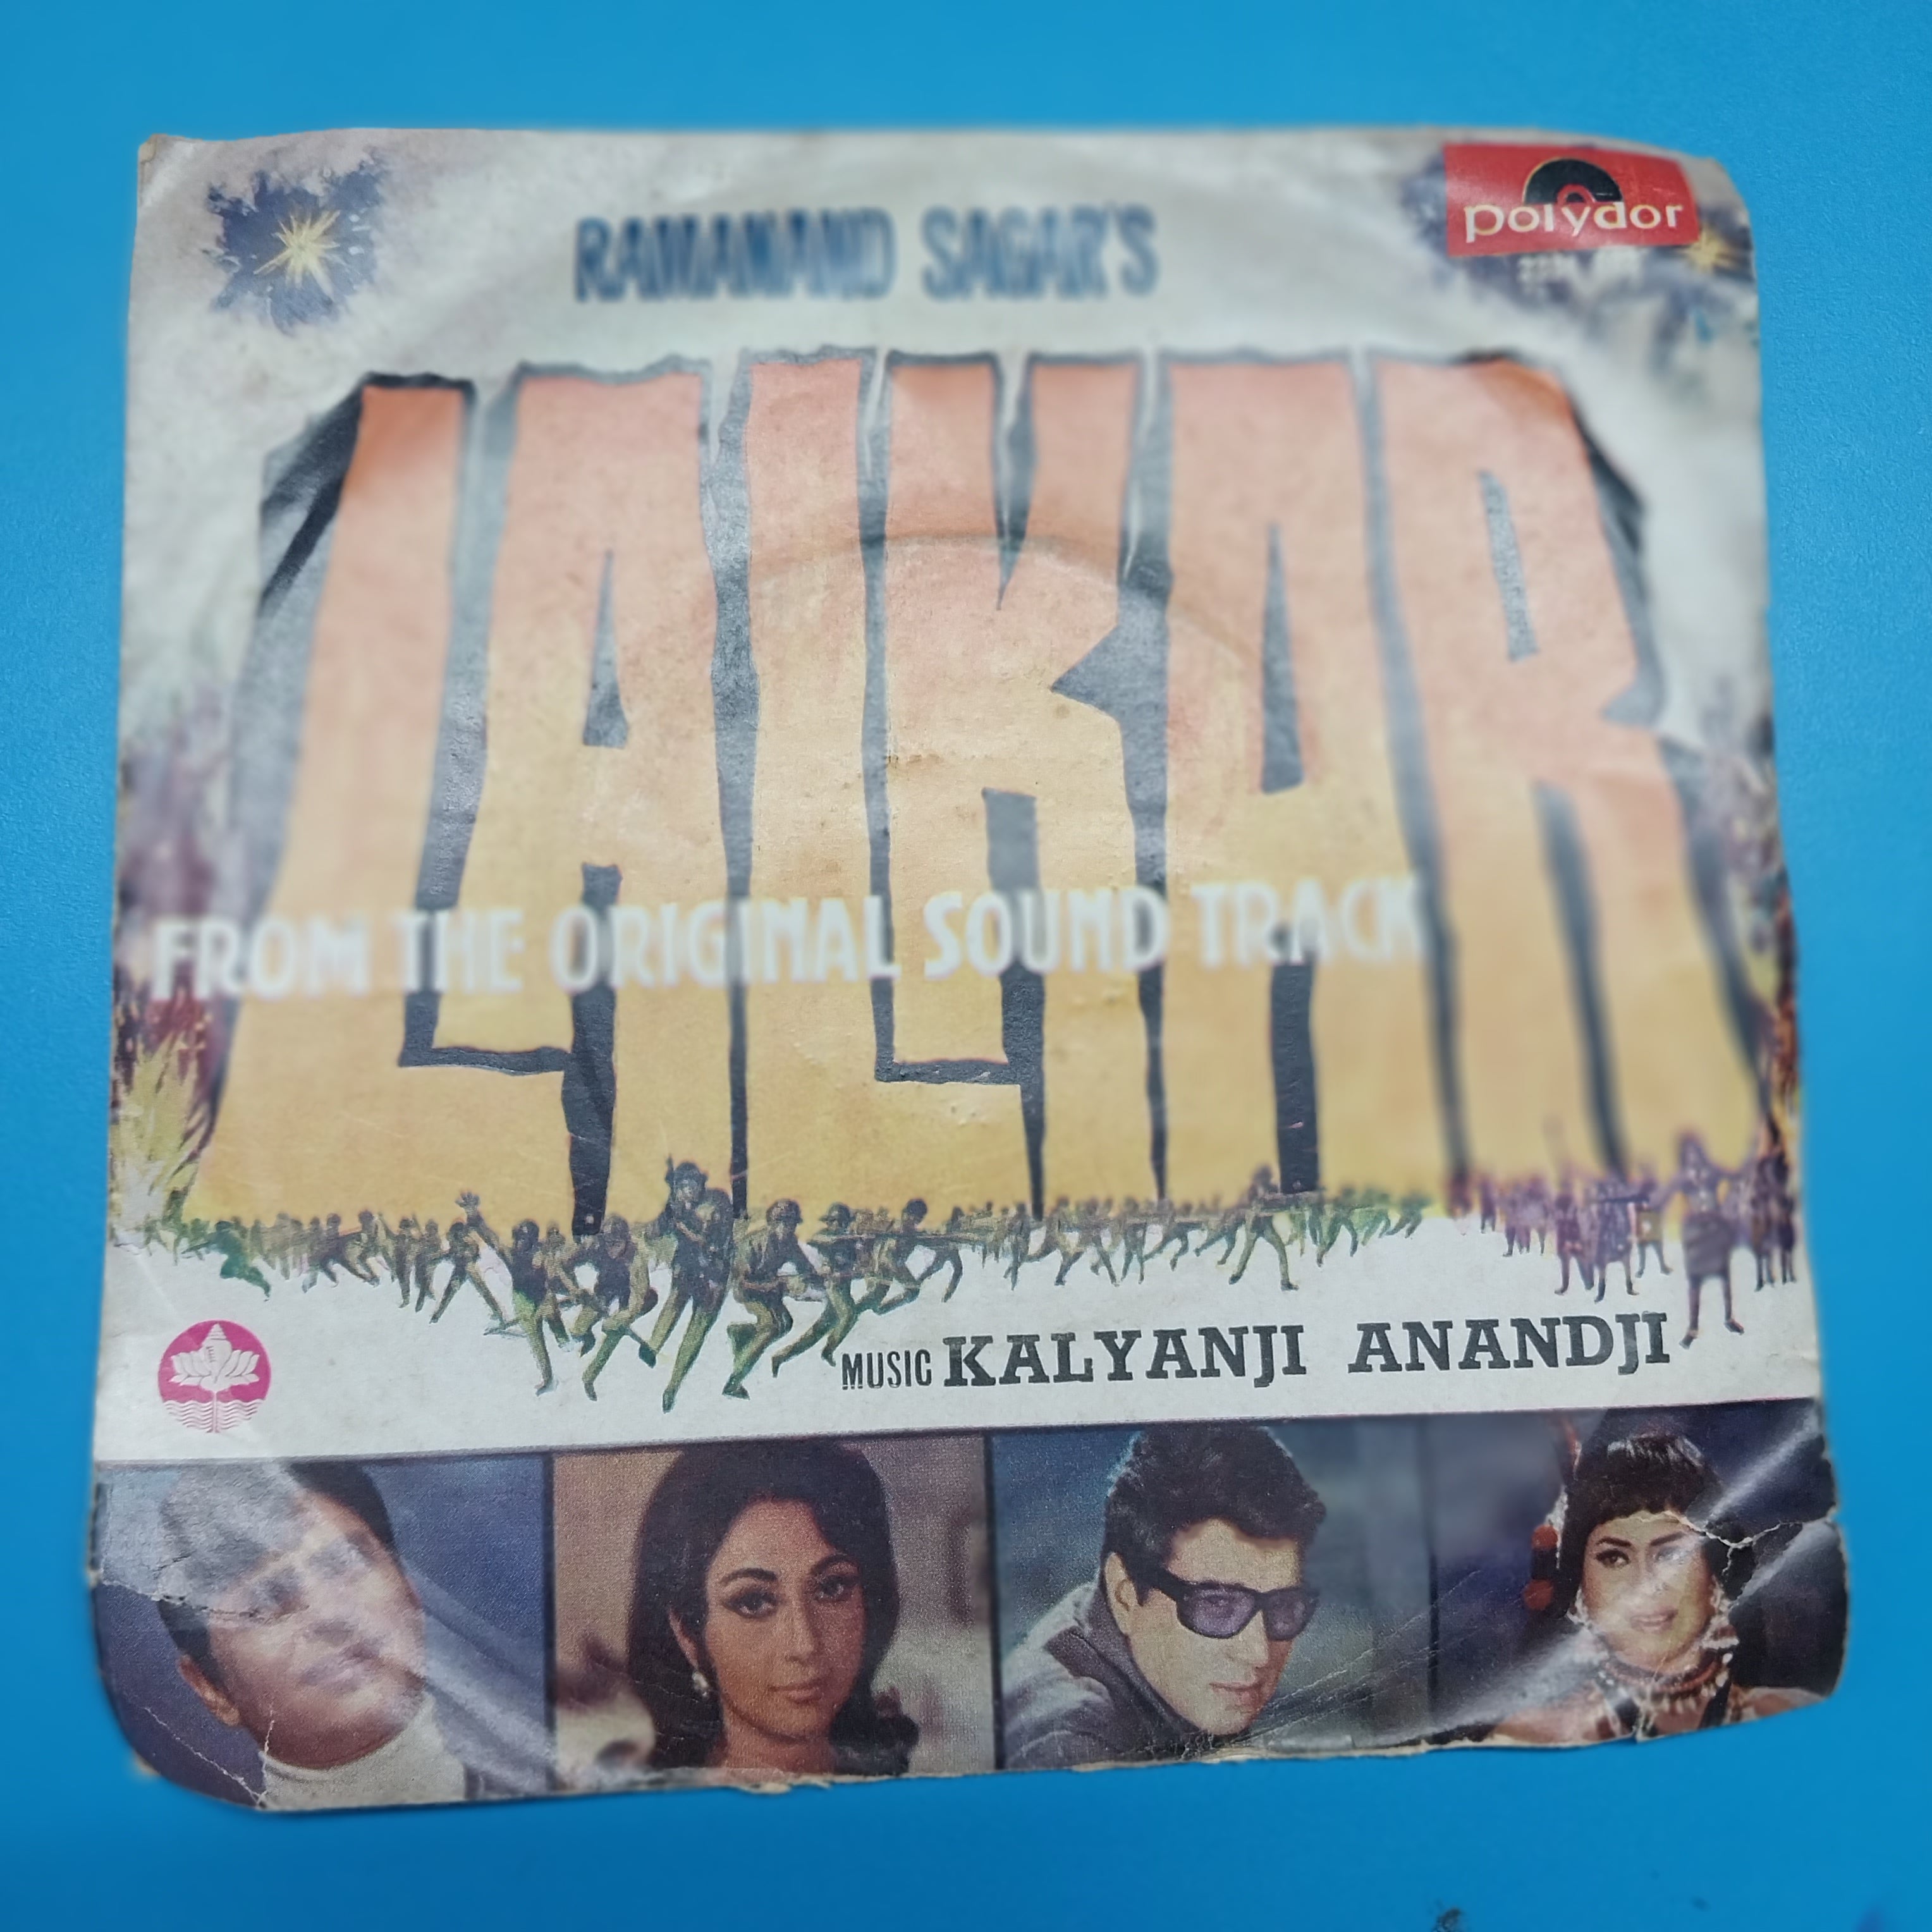 polydor
RAMANAND SAGAR'S
LALKAR
FROM THE ORIGINAL SOUND TRACK
MUSIC KALYANJI ANANDJI